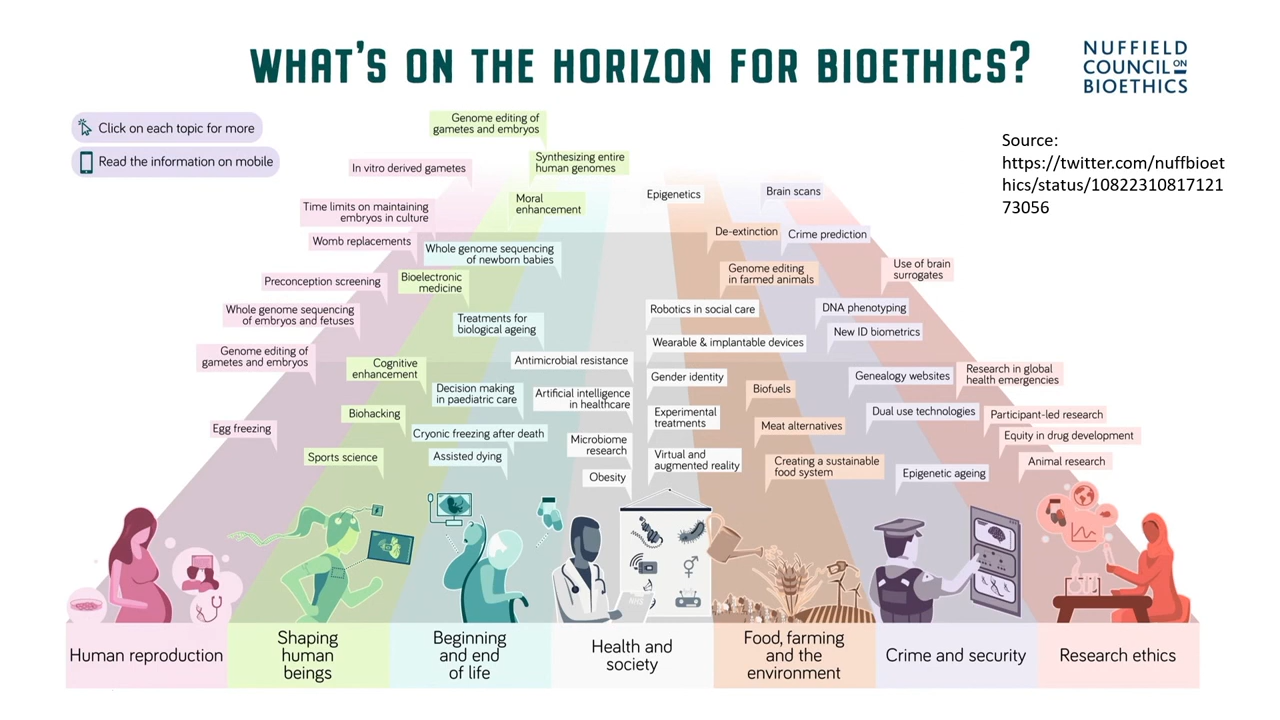 WHAT'S ON THE HORIZON FOR BIOETHICS?
NUFFIELD
COUNCIL ON
BIOETHICS
Click on each topic for more
Read the information on mobile
Source:
https://twitter.com/nuffbioet
hics/status/10822310817121
73056
Genome editing of
gametes and embryos
In vitro derived gametes
Synthesizing entire
human genomes
Epigenetics
Brain scans
Time limits on maintaining
embryos in culture
Moral
enhancement
Womb replacements
Whole genome sequencing
of newborn babies
De-extinction
Crime prediction
Preconception screening
Bioelectronic
medicine
Genome editing
in farmed animals
Use of brain
surrogates
Whole genome sequencing
of embryos and fetuses
Treatments for
biological ageing
Robotics in social care
DNA phenotyping
Wearable & implantable devices
New ID biometrics
Genome editing of
gametes and embryos
Cognitive
enhancement
Antimicrobial resistance
Gender identity
Genealogy websites
Research in global
health emergencies
Decision making
in paediatric care
Artificial intelligence
in healthcare
Biofuels
Biohacking
Experimental
treatments
Dual use technologies
Participant-led research
Egg freezing
Cryonic freezing after death
Meat alternatives
Equity in drug development
Sports science
Assisted dying
Microbiome
research
Virtual and
augmented reality
Creating a sustainable
food system
Epigenetic ageing
Animal research
Obesity
NHS
Human reproduction
Shaping
human
beings
Beginning
and end
of life
Health and
society
Food, farming
and the
environment
Crime and security
Research ethics